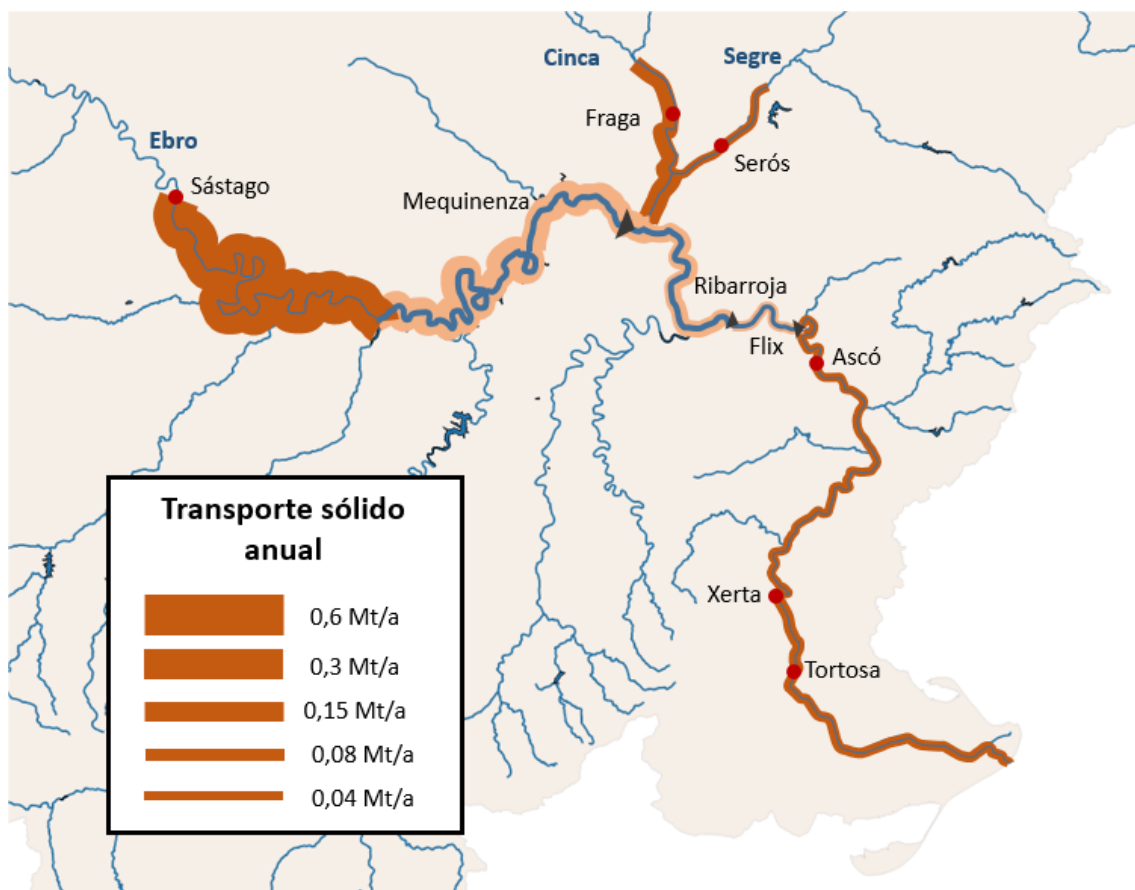 Cinca
Segre
Fraga
Serós
Ebro
Sástago
Mequinenza
Ribarroja
Flix
Ascó
Xerta
Tortosa
Transporte sólido
anual
0,6 Mt/a
0,3 Mt/a
0,15 Mt/a
0,08 Mt/a
0,04 Mt/a